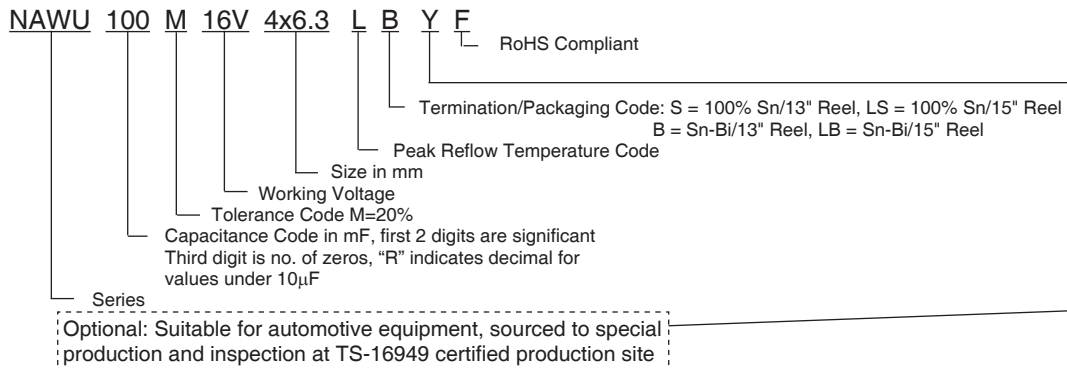 NAWU 100 M 16V 4x6.3 L B Y F
RoHS Compliant
Termination/Packaging Code: S = 100% Sn/13" Reel, LS = 100% Sn/15" Reel
B = Sn-Bi/13" Reel, LB = Sn-Bi/15" Reel
Peak Reflow Temperature Code
Size in mm
Working Voltage
Tolerance Code M=20%
Capacitance Code in mF, first 2 digits are significant
Third digit is no. of zeros, “R” indicates decimal for
values under 10μF
Series
Optional: Suitable for automotive equipment, sourced to special
production and inspection at TS-16949 certified production site